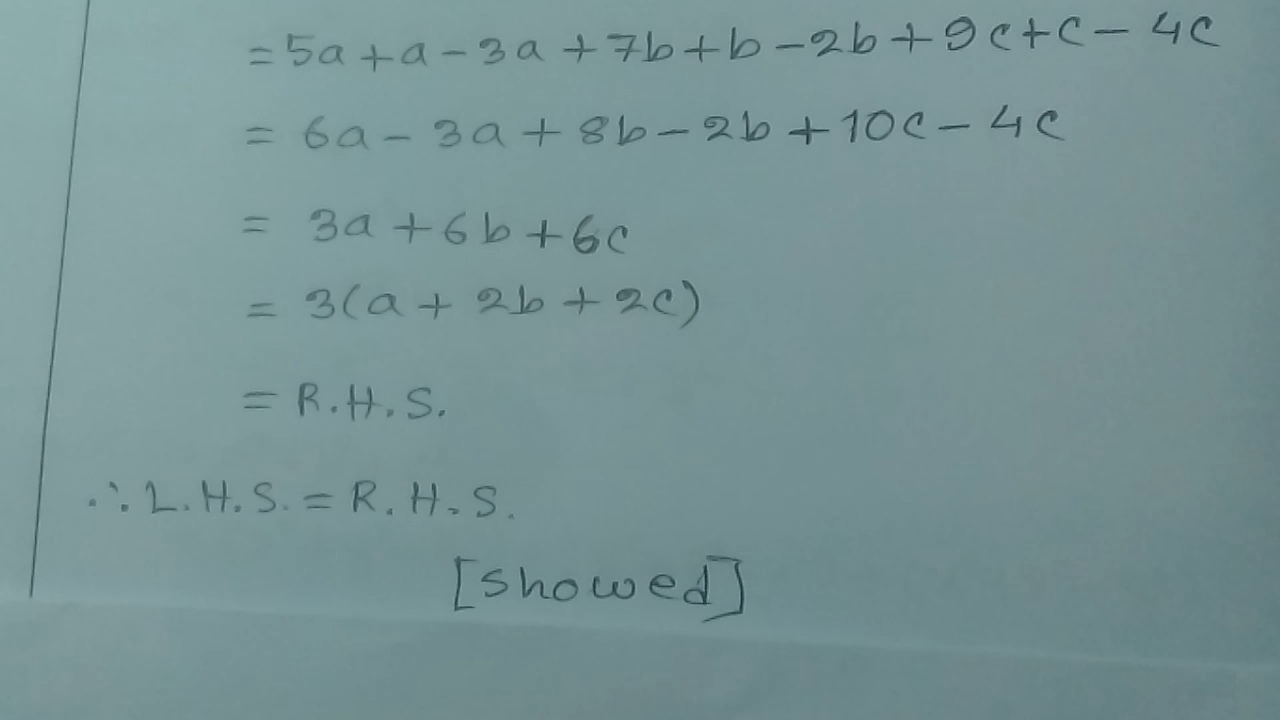 =5a+a-3a+7b+b-2b+9c+c-4c
= 6a-3a+8b-2b+10c-4c
= 3a+6b+6c
= 3(a+2b+2c)
= R.H.S.
∴ L.H.S. = R.H.S.
[showed]